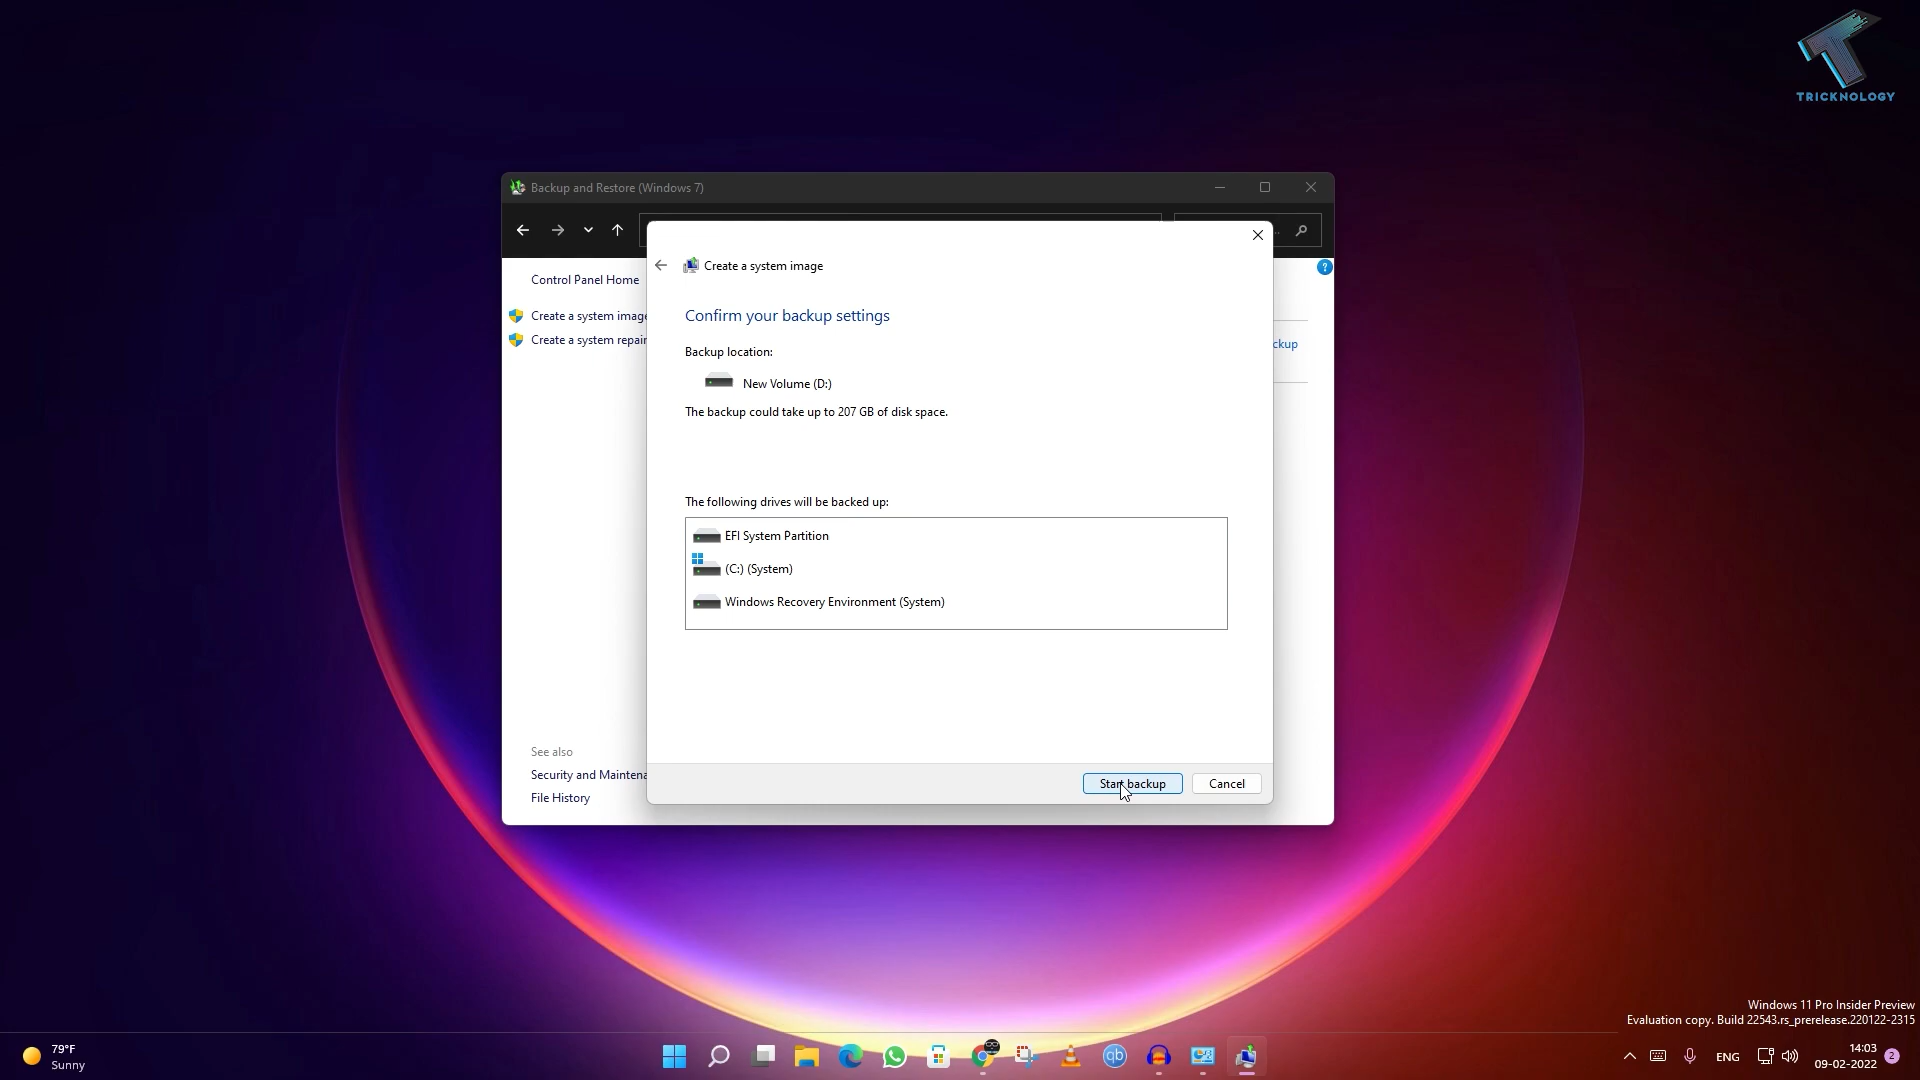 TRICKNOLOGY
Backup and Restore (Windows 7)
Create a system image
Control Panel Home
Confirm your backup settings
Create a system image
Create a system repair
ckup
Backup location:
New Volume (D:)
The backup could take up to 207 GB of disk space.
The following drives will be backed up:
EFI System Partition
(C:) (System)
Windows Recovery Environment (System)
See also
Security and Maintena
File History
Start backup
Cancel
Windows 11 Pro Insider Preview
Evaluation copy. Build 22543.rs_prerelease.220122-2315
79°F
Sunny
qb
ENG
14:03
09-02-2022
2